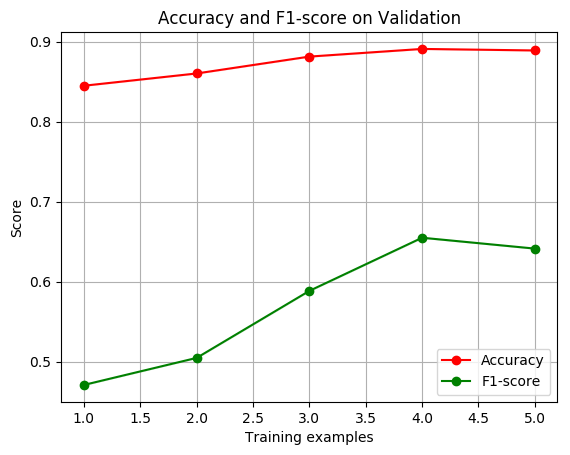 Accuracy and F1-score on Validation
0.9
0.8
0.7
0.6
0.5
Score
Accuracy
F1-score
1.0 1.5 2.0 2.5 3.0 3.5 4.0 4.5 5.0
Training examples